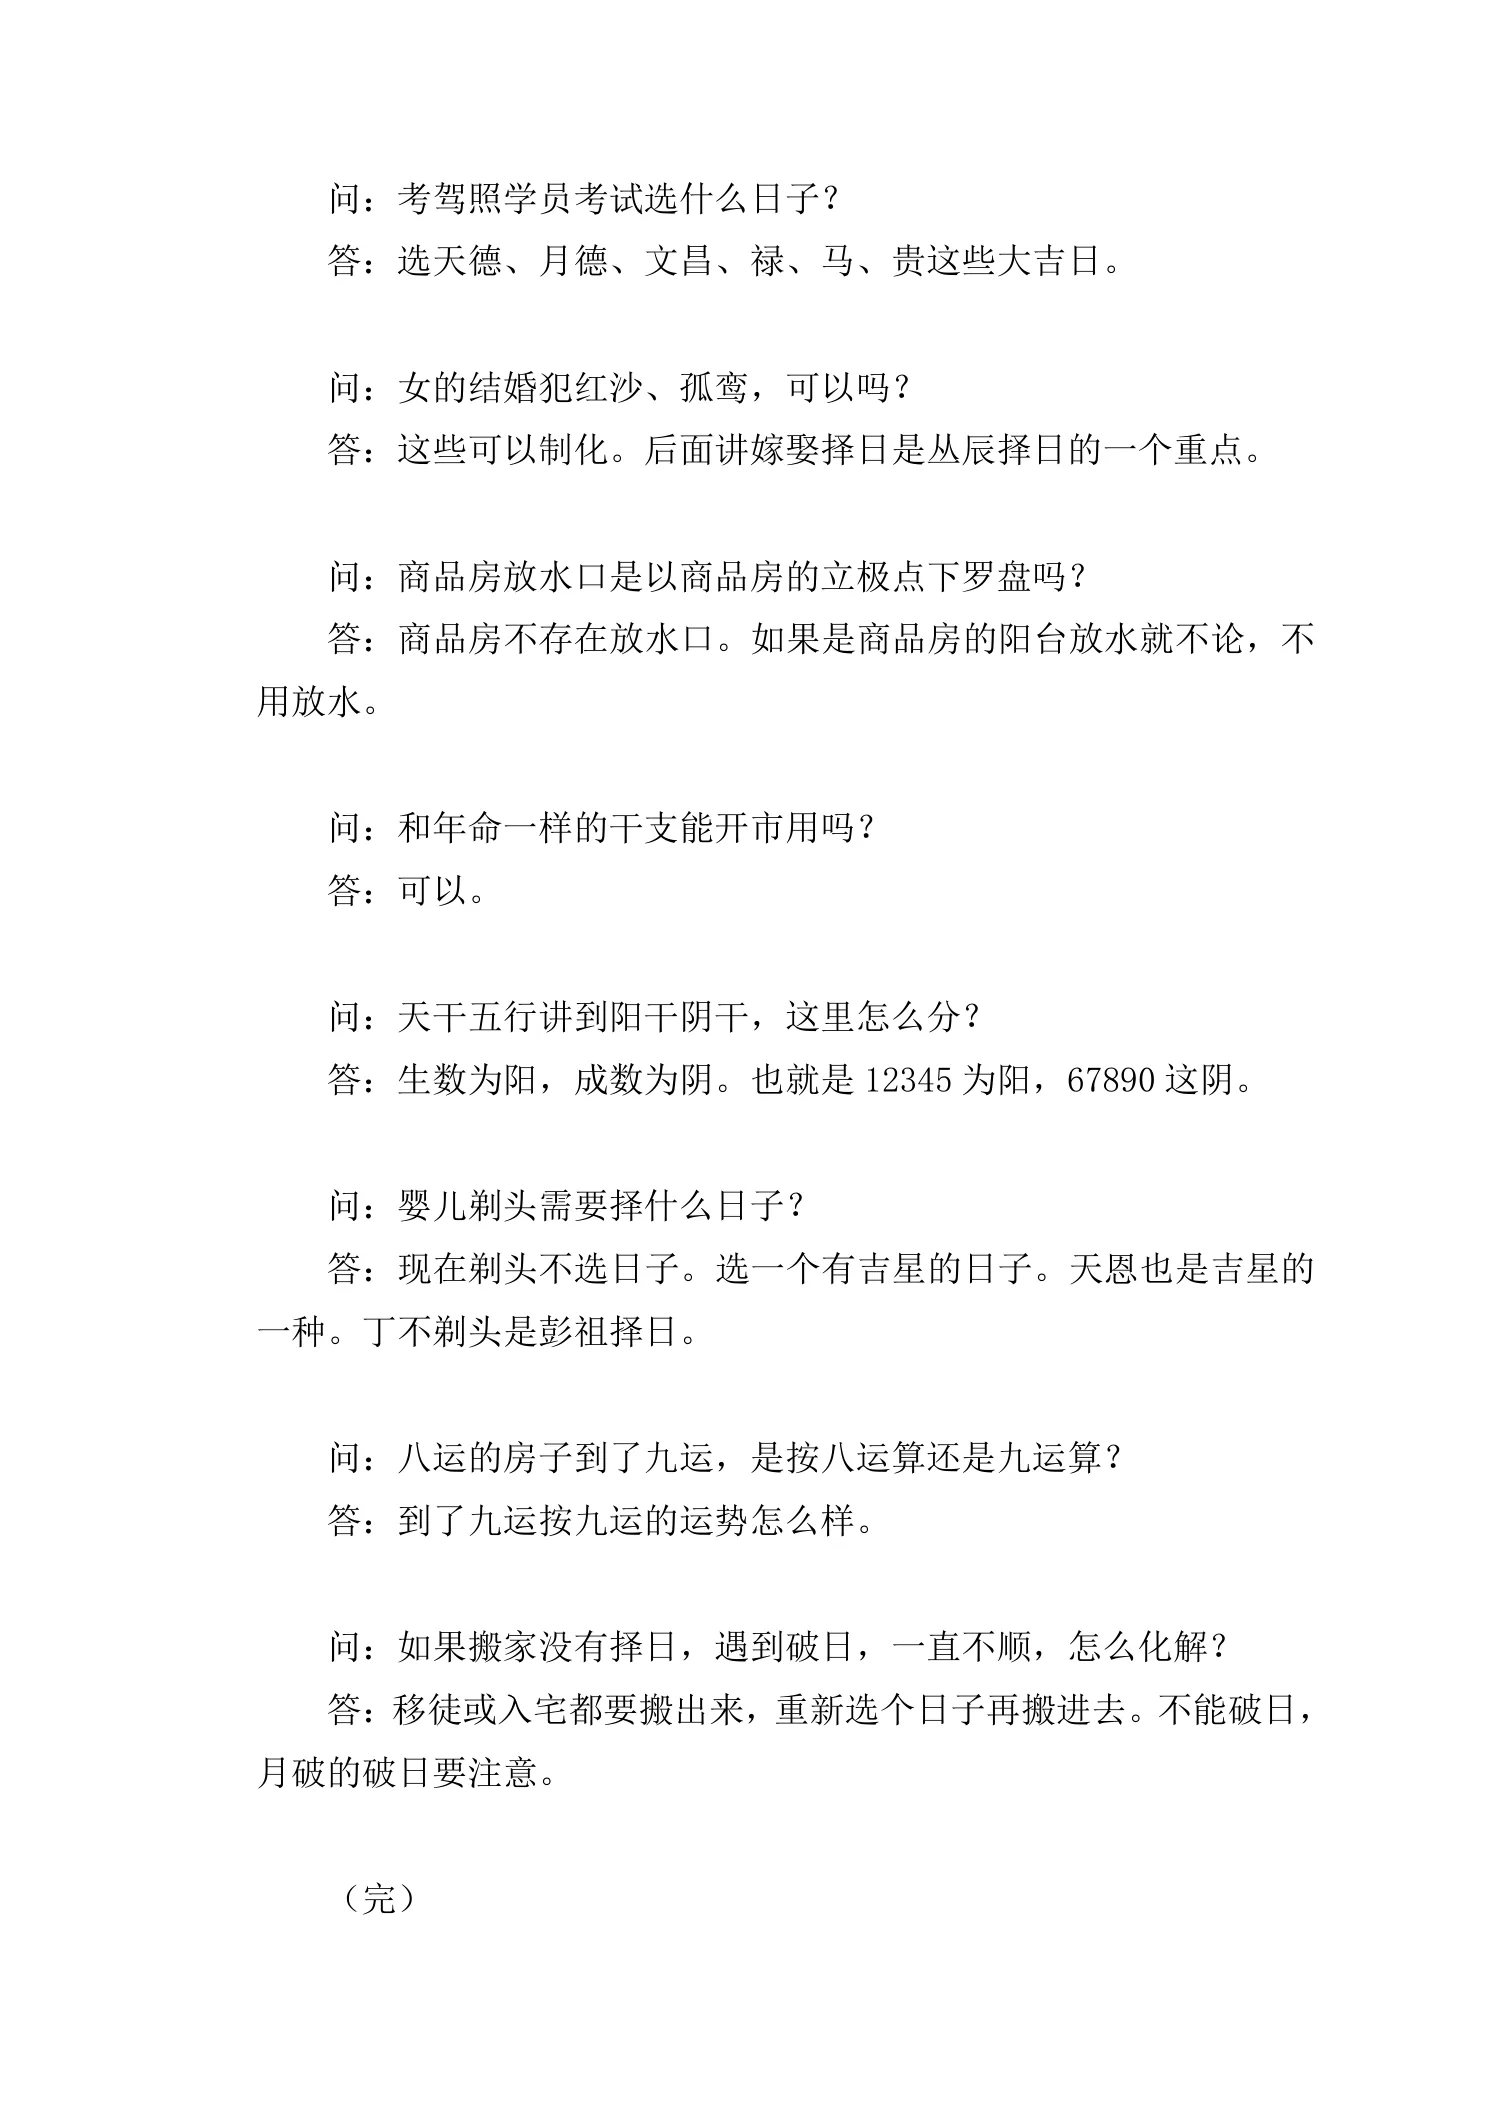 问：考驾照学员考试选什么日子？
答：选天德、月德、文昌、禄、马、贵这些大吉日。
问：女的结婚犯红沙、孤鸾，可以吗？
答：这些可以制化。后面讲嫁娶择日是丛辰择日的一个重点。
问：商品房放水口是以商品房的立极点下罗盘吗？
答：商品房不存在放水口。如果是商品房的阳台放水就不论，不
用放水。
问：和年命一样的干支能开市用吗？
答：可以。
问：天干五行讲到阳干阴干，这里怎么分？
答：生数为阳，成数为阴。也就是 12345 为阳，67890 这阴。
问：婴儿剃头需要择什么日子？
答：现在剃头不选日子。选一个有吉星的日子。天恩也是吉星的
一种。丁不剃头是彭祖择日。
问：八运的房子到了九运，是按八运算还是九运算？
答：到了九运按九运的运势怎么样。
问：如果搬家没有择日，遇到破日，一直不顺，怎么化解？
答：移徒或入宅都要搬出来，重新选个日子再搬进去。不能破日，
月破的破日要注意。
（完）